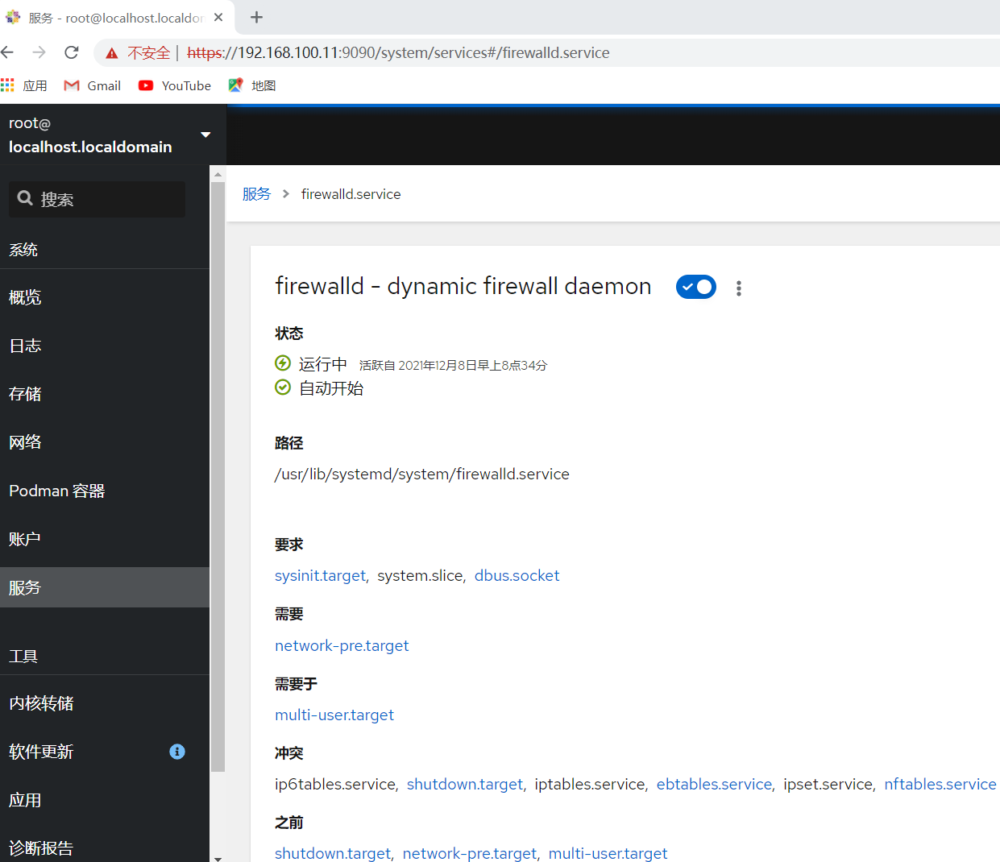 服务 - root@localhost.localdon
不安全 | https://192.168.100.11:9090/system/services#/firewalld.service
应用 Gmail YouTube 地图
root@
localhost.localdomain
搜索
系统
概览
日志
存储
网络
Podman 容器
账户
服务
工具
内核转储
软件更新
应用
诊断报告
服务 > firewalld.service
firewalld - dynamic firewall daemon
状态
运行中 活跃自 2021年12月8日早上8点34分
自动开始
路径
/usr/lib/systemd/system/firewalld.service
要求
sysinit.target, system.slice, dbus.socket
需要
network-pre.target
需要于
multi-user.target
冲突
ip6tables.service, shutdown.target, iptables.service, ebtables.service, ipset.service, nftables.service
之前
shutdown.target, network-pre.target, multi-user.target